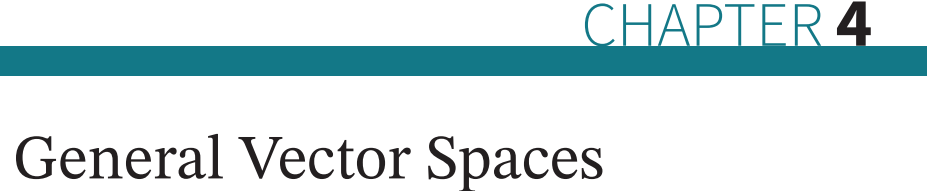 CHAPTER 4
General Vector Spaces